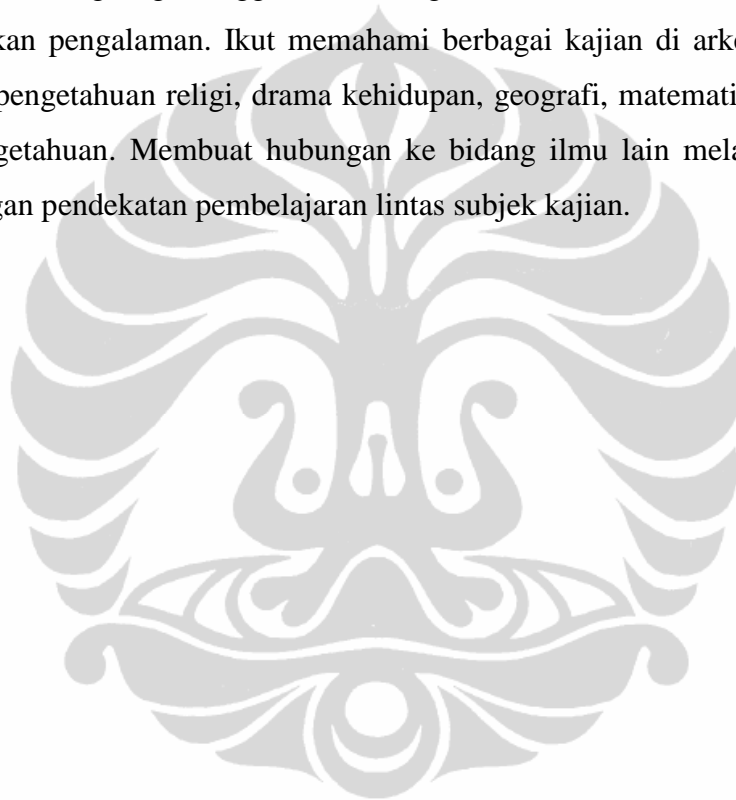 kan pengalaman. Ikut memahami berbagai kajian di arke
pengetahuan religi, drama kehidupan, geografi, matemati
getahuan. Membuat hubungan ke bidang ilmu lain mela
gan pendekatan pembelajaran lintas subjek kajian.